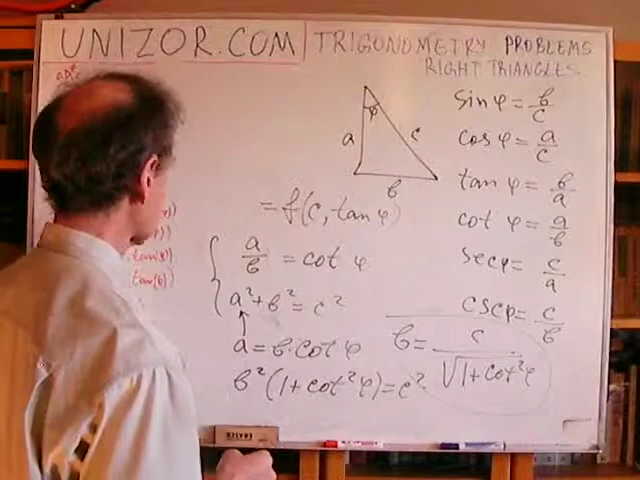 UNIZOR.COM
TRIGONOMETRY PROBLEMS
RIGHT TRIANGLES
φ
a
c
b
sin φ = b/c
cos φ = a/c
tan φ = b/a
cot φ = a/b
sec φ = c/a
csc φ = c/b
= f(c, tan φ)
a/b = cot φ
a² + b² = c²
a = b · cot φ
b²(1 + cot² φ) = c²
b = c/√1 + cot² φ
tan(